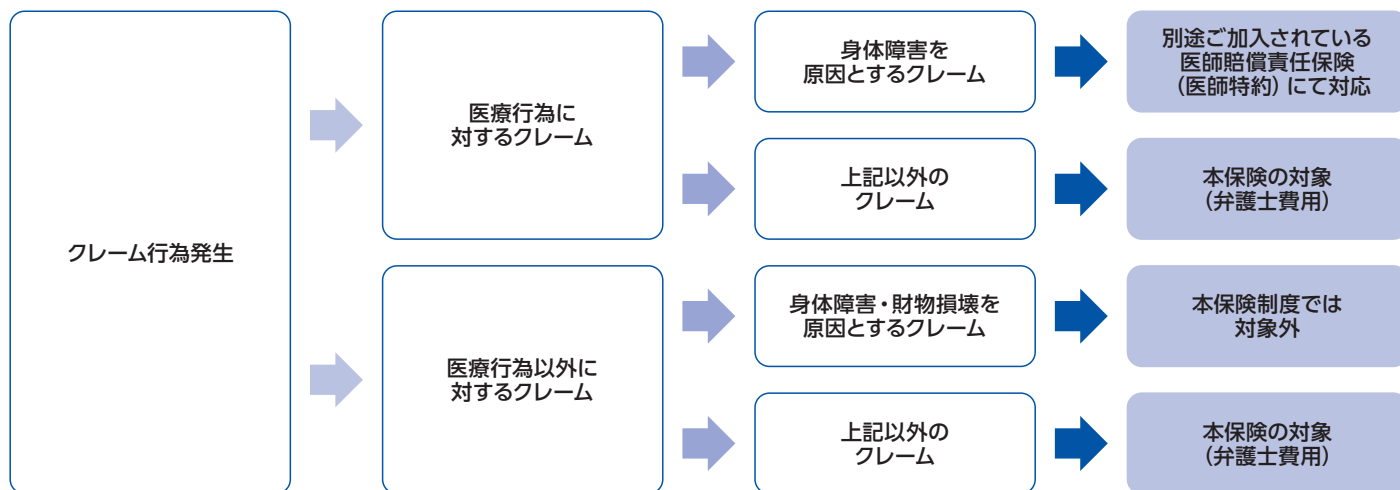 クレーム行為発生
医療行為に
対するクレーム
身体障害を
原因とするクレーム
別途ご加入されている
医師賠償責任保険
（医師特約）にて対応
上記以外の
クレーム
本保険の対象
（弁護士費用）
医療行為以外に
対するクレーム
身体障害・財物損壊を
原因とするクレーム
本保険制度では
対象外
上記以外の
クレーム
本保険の対象
（弁護士費用）